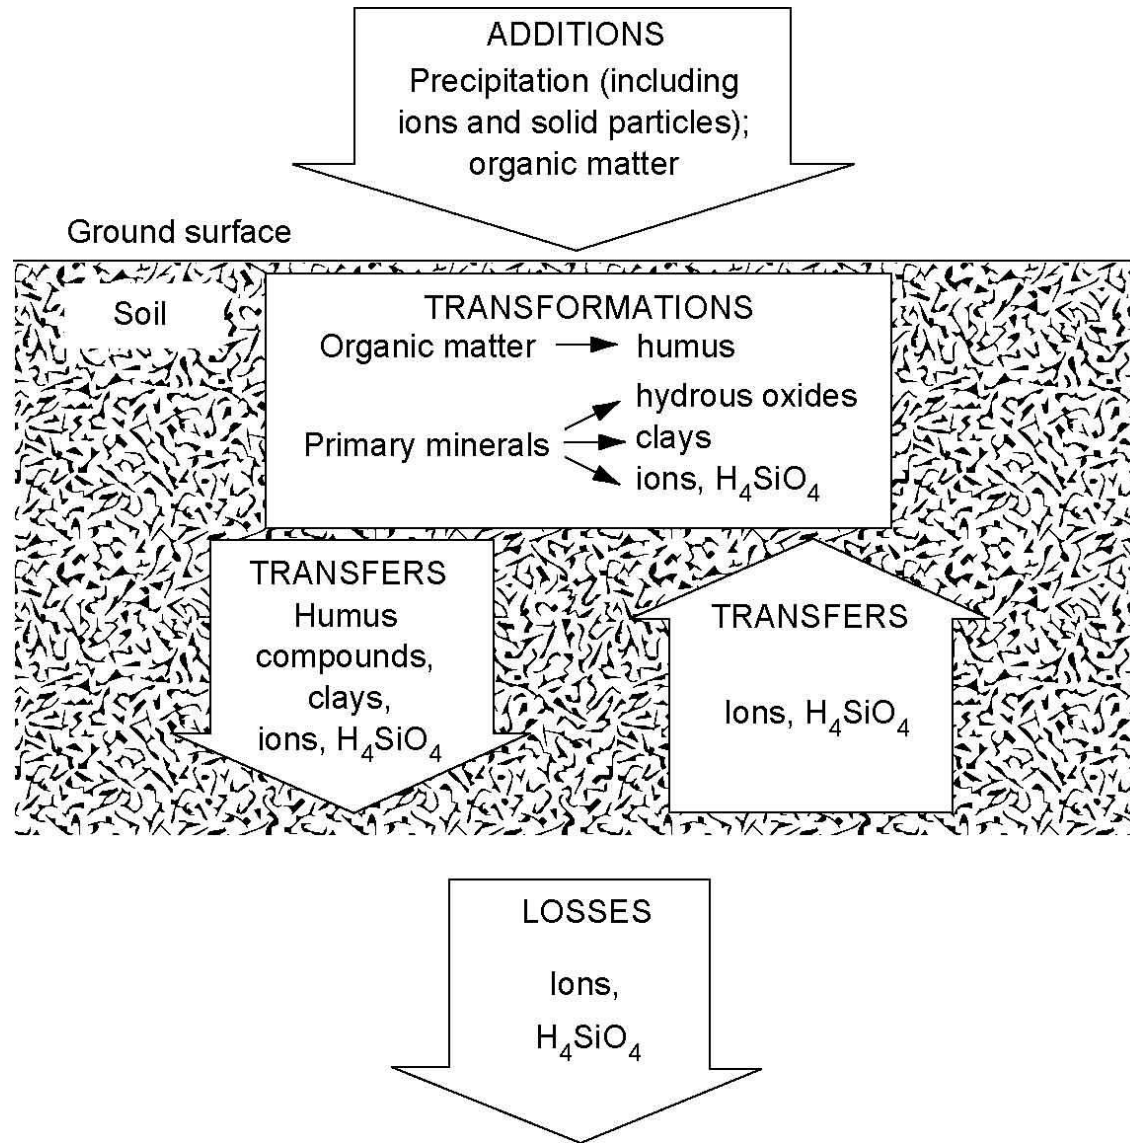 ADDITIONS
Precipitation (including
ions and solid particles);
organic matter
Ground surface
Soil
TRANSFORMATIONS
Organic matter → humus
hydrous oxides
Primary minerals → clays
ions, H₄SiO₄
TRANSFERS
Humus
compounds,
clays,
ions, H₄SiO₄
TRANSFERS
Ions, H₄SiO₄
LOSSES
Ions,
H₄SiO₄